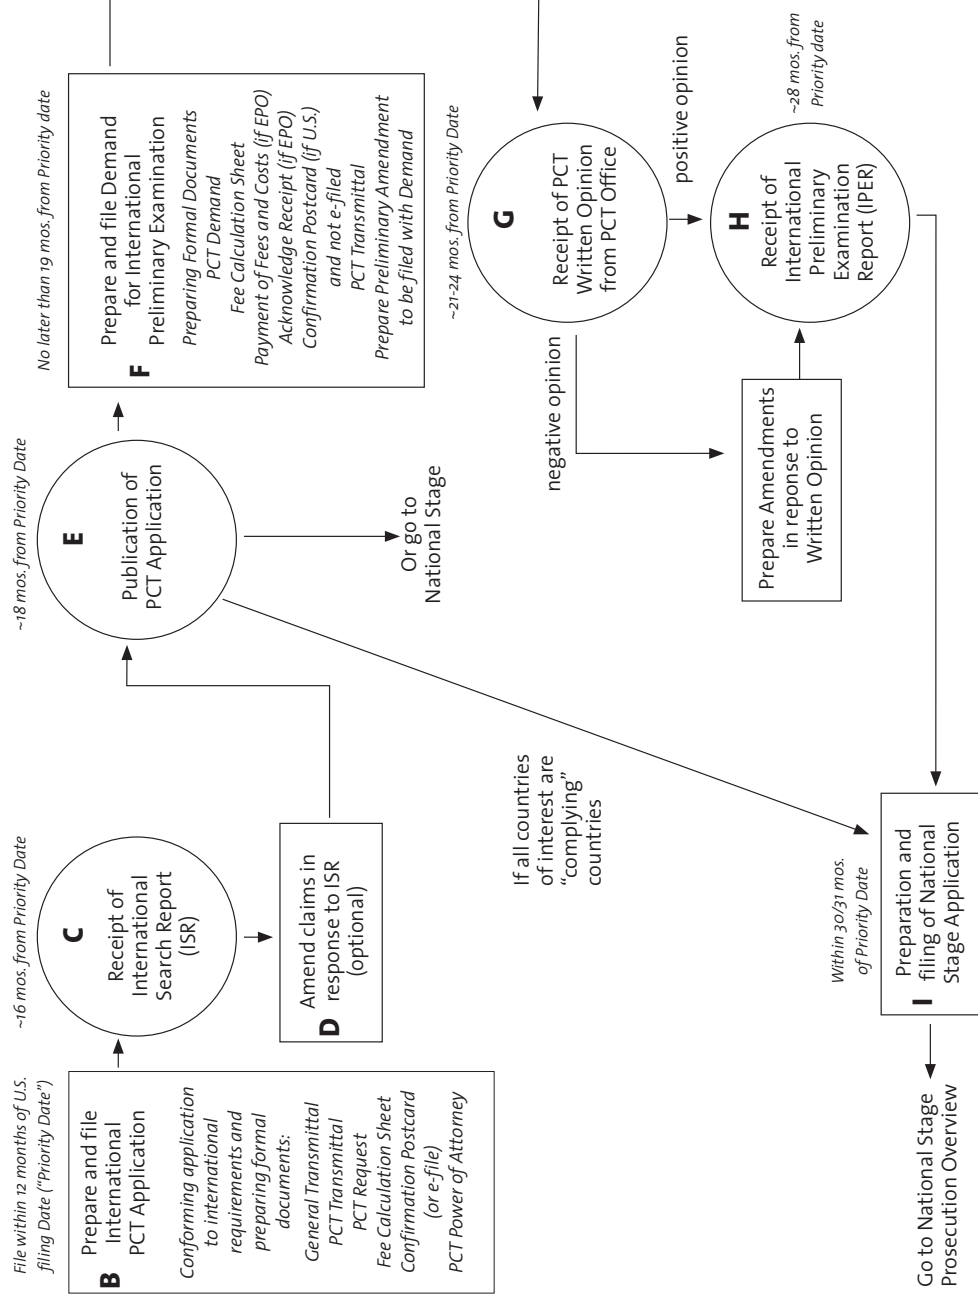 File within 12 months of U.S.
filing Date (“Priority Date”)
B
Prepare and file
International
PCT Application
Conforming application
to international
requirements and
preparing formal
documents:
General Transmittal
PCT Transmittal
PCT Request
Fee Calculation Sheet
Confirmation Postcard
(or e-file)
PCT Power of Attorney
~16 mos. from Priority Date
C
Receipt of
International
Search Report
(ISR)
D
Amend claims in
response to ISR
(optional)
~18 mos. from Priority Date
E
Publication of
PCT Application
Or go to
National Stage
If all countries
of interest are
“complying”
countries
No later than 19 mos. from Priority date
F
Prepare and file Demand
for International
Preliminary Examination
Preparing Formal Documents
PCT Demand
Fee Calculation Sheet
Payment of Fees and Costs (if EPO)
Acknowledge Receipt (if EPO)
Confirmation Postcard (if U.S.)
and not e-filed
PCT Transmittal
Prepare Preliminary Amendment
to be filed with Demand
~21-24 mos. from Priority Date
G
Receipt of PCT
Written Opinion
from PCT Office
negative opinion
positive opinion
Prepare Amendments
in reponse to
Written Opinion
~28 mos. from
Priority date
H
Receipt of
International
Preliminary
Examination
Report (IPER)
Within 30/31 mos.
of Priority Date
I
Preparation and
filing of National
Stage Application
Go to National Stage
Prosecution Overview